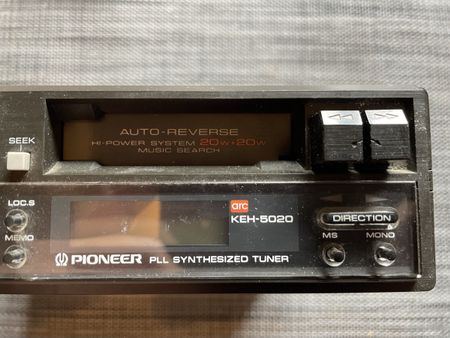 AUTO-REVERSE
HI-POWER SYSTEM 20W+20W
MUSIC SEARCH
SEEK
LOC.S
MEMO
arc
KEH-5020
DIRECTION
MS
MONO
PIONEER PLL SYNTHESIZED TUNER